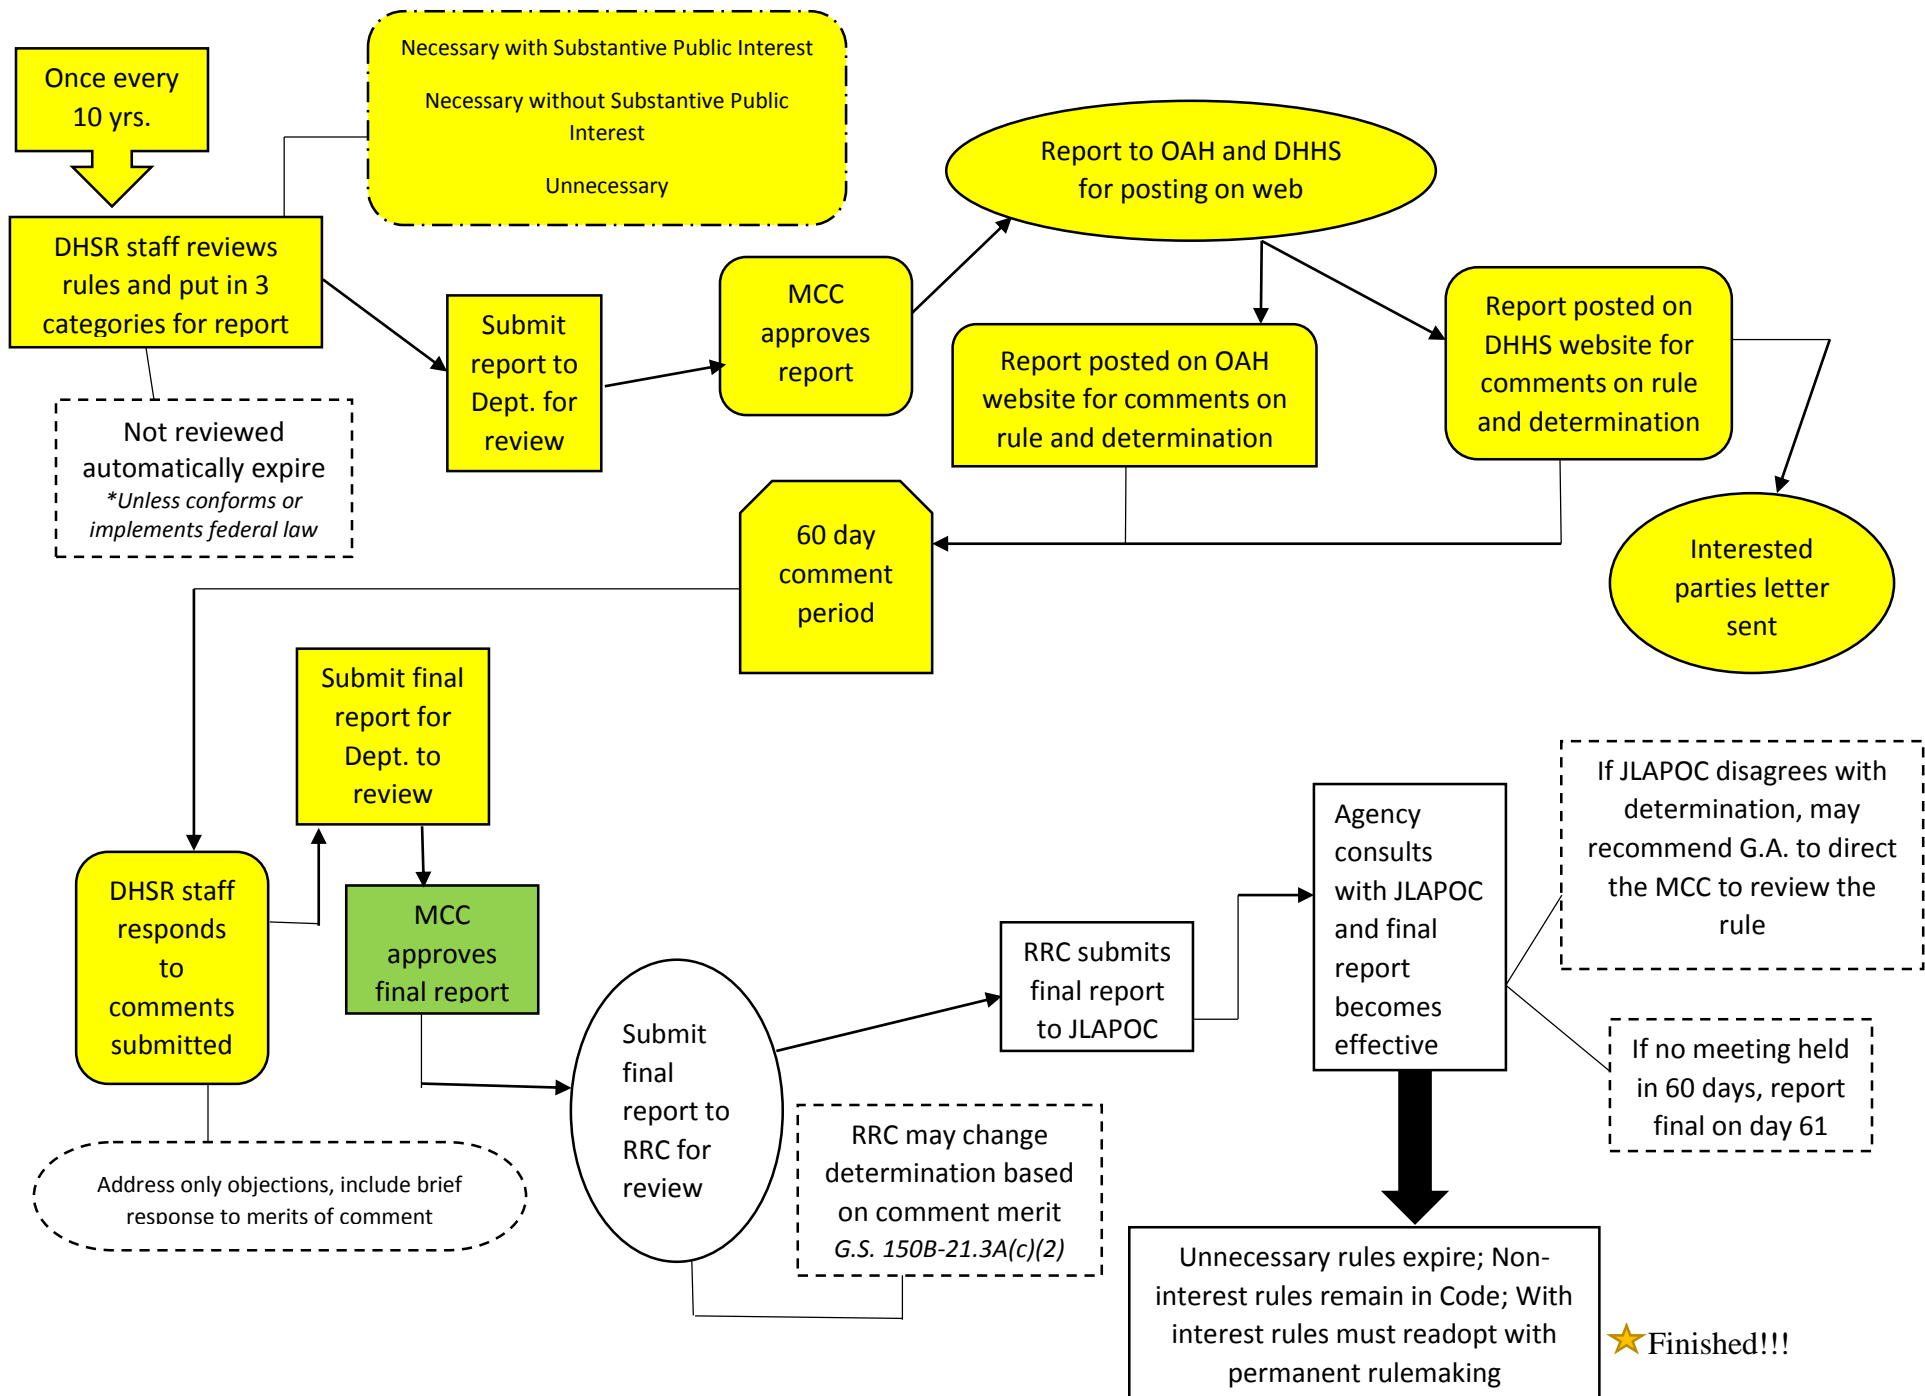 Once every
10 yrs.
Necessary with Substantive Public Interest
Necessary without Substantive Public
Interest
Unnecessary
DHSR staff reviews
rules and put in 3
categories for report
Not reviewed
automatically expire
*Unless conforms or
implements federal law
Submit
report to
Dept. for
review
MCC
approves
report
Report to OAH and DHHS
for posting on web
Report posted on OAH
website for comments on
rule and determination
Report posted on
DHHS website for
comments on rule
and determination
Interested
parties letter
sent
60 day
comment
period
DHSR staff
responds
to
comments
submitted
Address only objections, include brief
response to merits of comment
Submit final
report for
Dept. to
review
MCC
approves
final report
Submit
final
report to
RRC for
review
RRC may change
determination based
on comment merit
G.S. 150B-21.3A(c)(2)
RRC submits
final report
to JLAPOC
Agency
consults
with JLAPOC
and final
report
becomes
effective
If JLAPOC disagrees with
determination, may
recommend G.A. to direct
the MCC to review the
rule
If no meeting held
in 60 days, report
final on day 61
Unnecessary rules expire; Non-
interest rules remain in Code; With
interest rules must readopt with
permanent rulemaking
Finished!!!